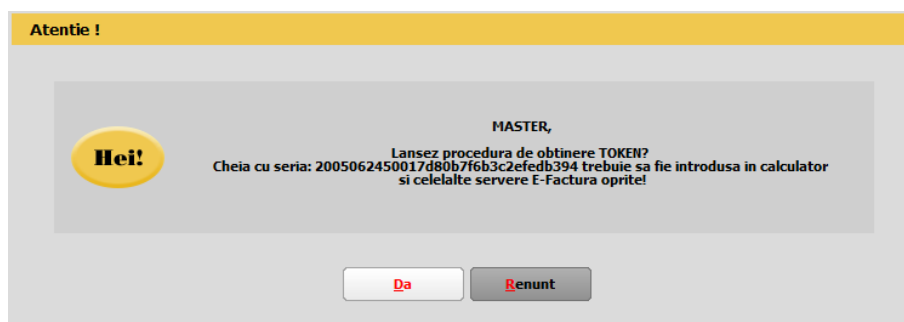 Atentie !
MASTER,
Hei!
Lansez procedura de obtinere TOKEN?
Cheia cu seria: 2005062450017d80b7f6b3c2efedb394 trebuie sa fie introdusa in calculator
si celelalte servere E-Factura oprite!
Da
Renunt